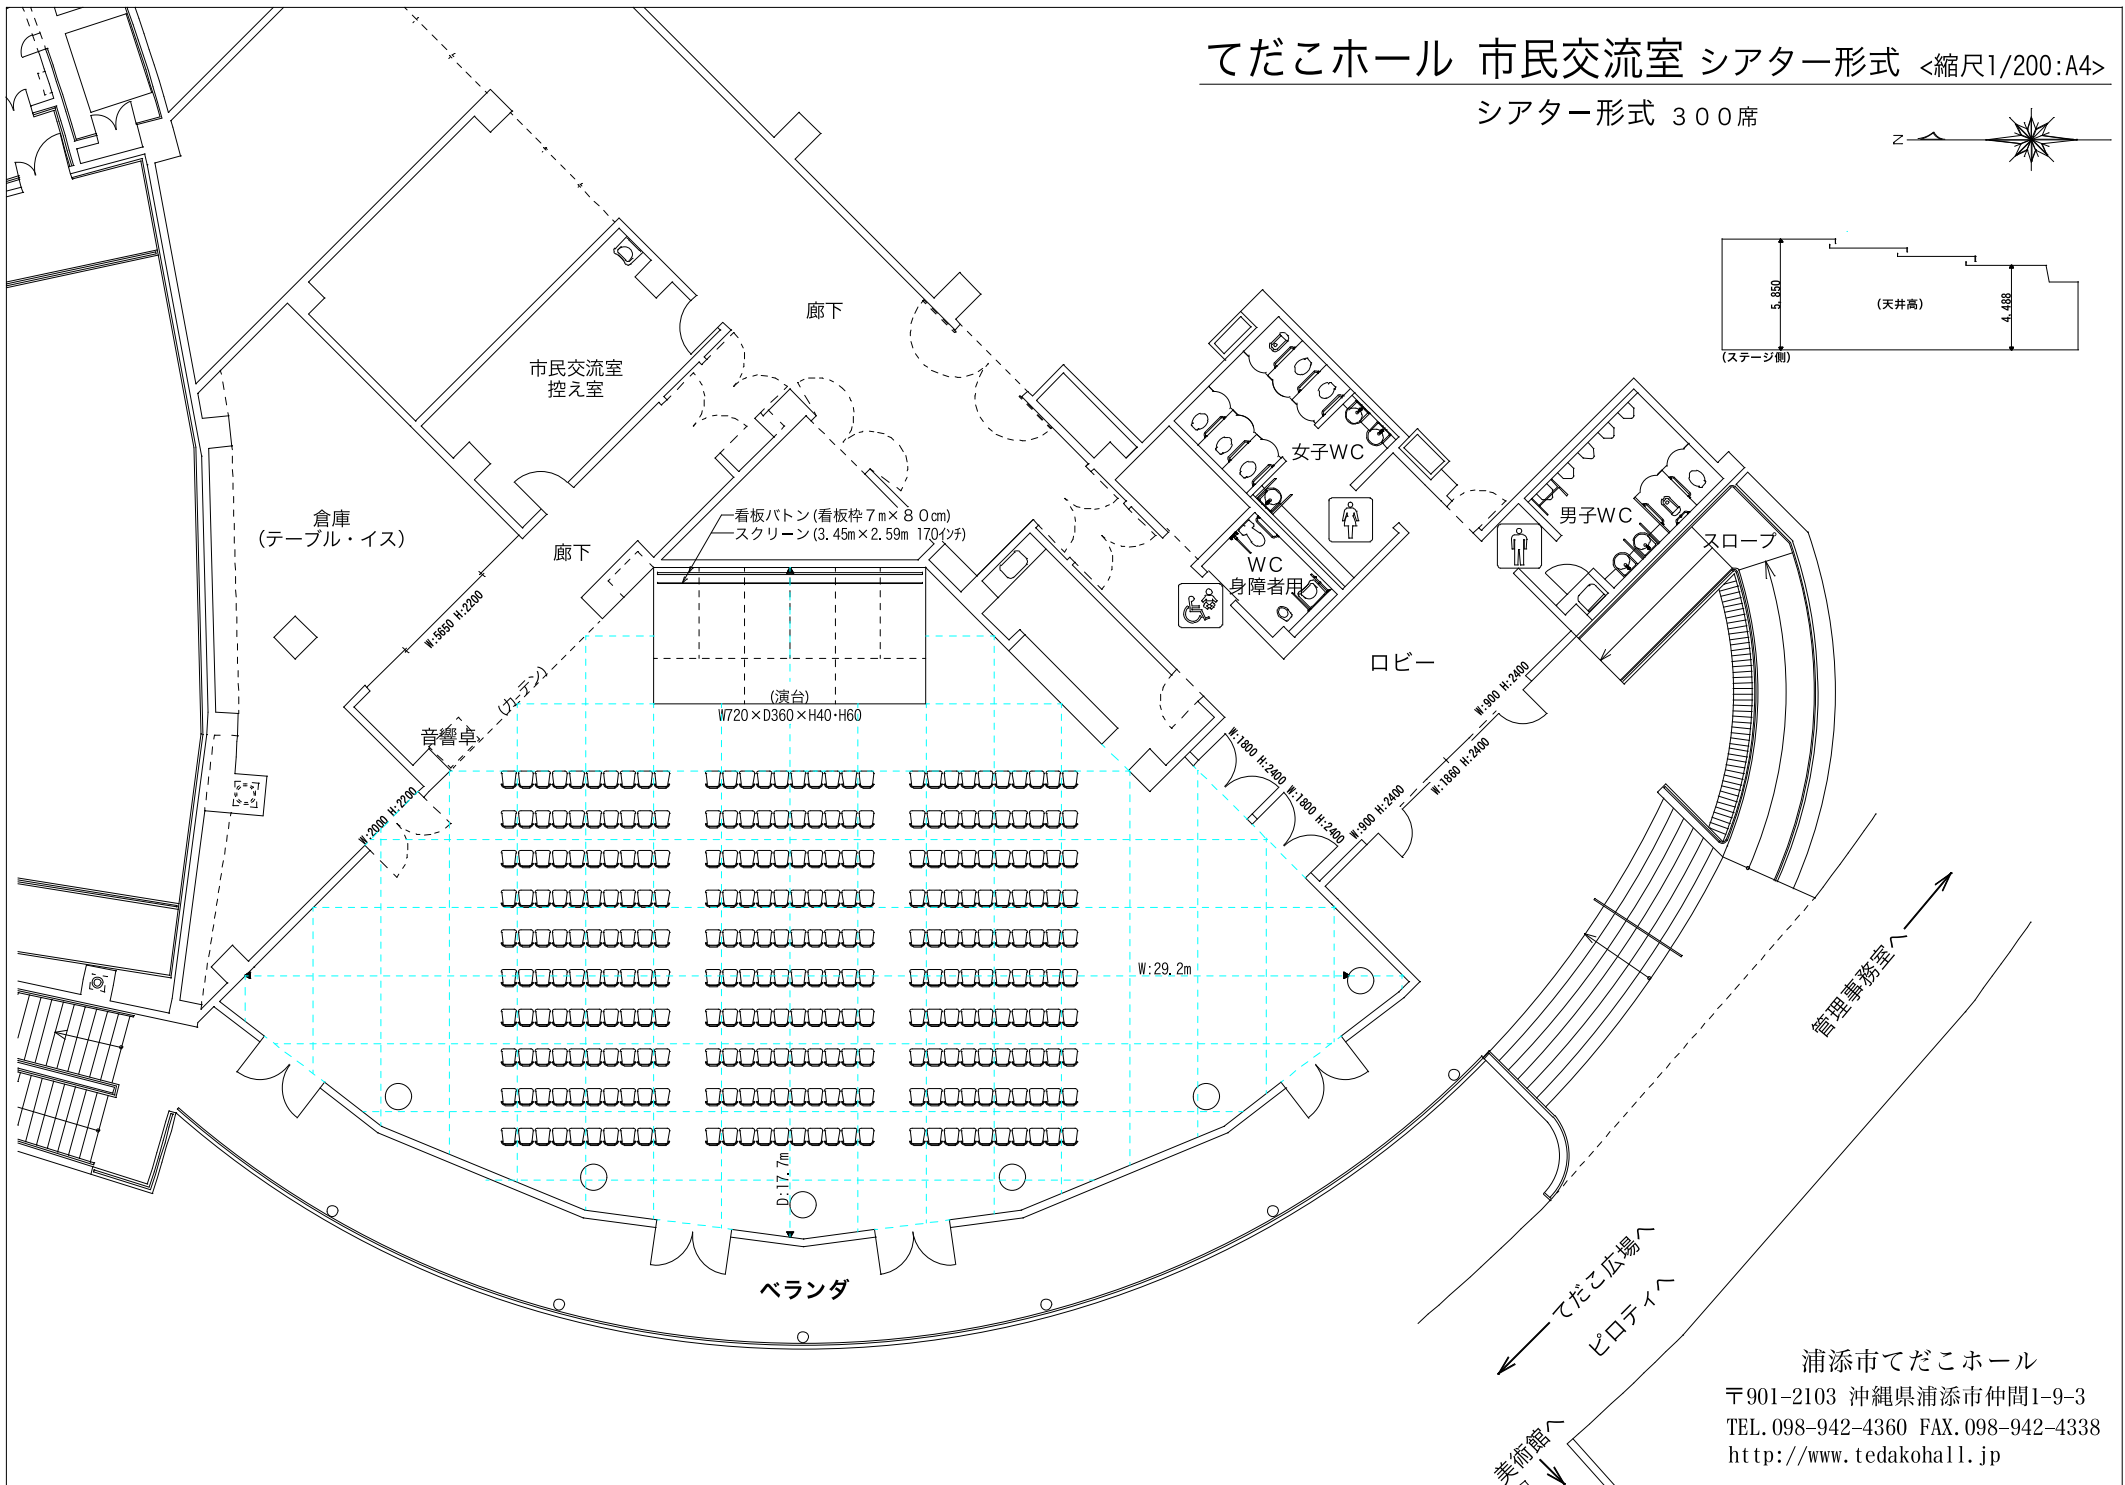 てだこホール 市民交流室 シアター形式 <縮尺1/200:A4>
シアター形式 300席
N
5.850
(天井高)
4.488
(ステージ側)
廊下
市民交流室
控え室
倉庫
(テーブル・イス)
廊下
看板バトン(看板枠7m×80cm)
スクリーン(3.45m×2.59m 170インチ)
女子WC
男子WC
スロープ
WC
身障者用
ロビー
W:5650 H:2200
(カーテン)
(演台)
W720×D360×H40・H60
音響卓
W:2000 H:2200
W:900 H:2400
W:1800 H:2400
W:1860 H:2400
W:1800 H:2400
W:900 H:2400
W:29.2m
D:17.7m
管理事務室へ
ベランダ
てだこ広場へ
ピロティへ
美術館へ
浦添市てだこホール
〒901-2103 沖縄県浦添市仲間1-9-3
TEL.098-942-4360 FAX.098-942-4338
http://www.tedakohall.jp